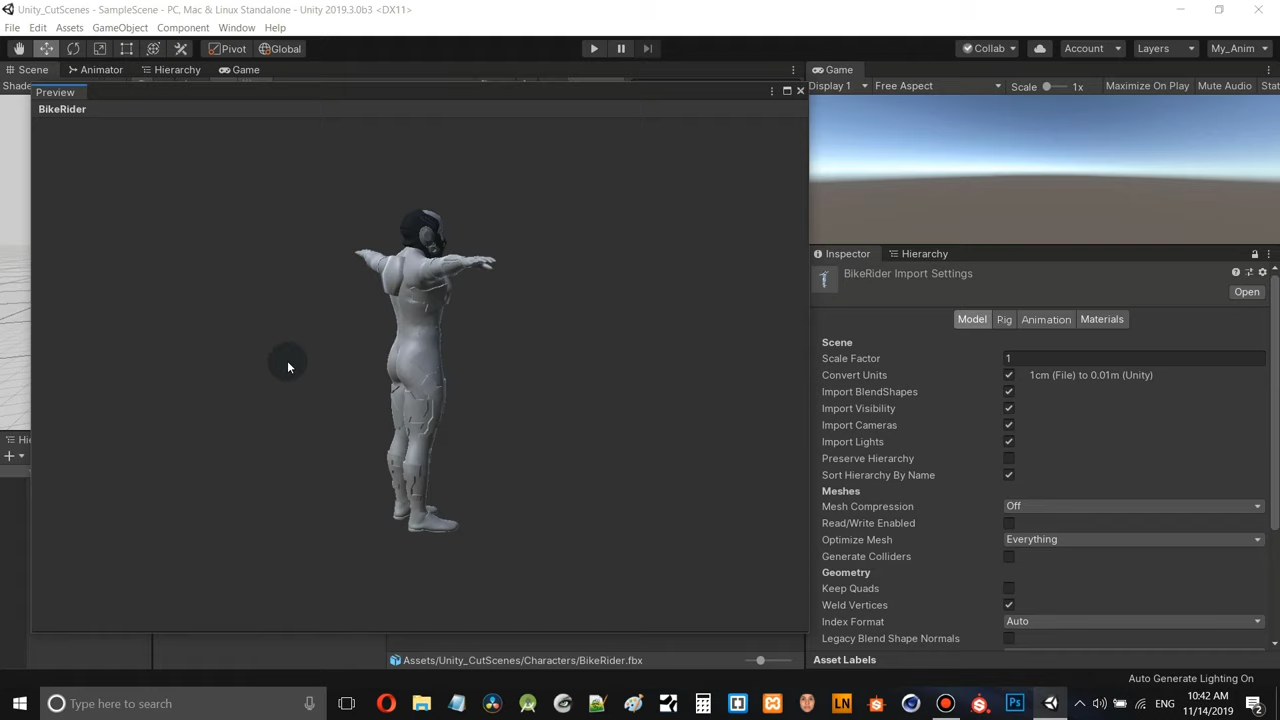 Unity_CutScenes - SampleScene - PC, Mac & Linux Standalone - Unity 2019.3.0b3 <DX11>
File Edit Assets GameObject Component Window Help
Pivot Global Collab Account Layers My_Anim
Scene Animator Hierarchy Game Game
Shade Display 1 Free Aspect Scale 1x Maximize On Play Mute Audio Stat
Preview
BikeRider
Inspector Hierarchy
BikeRider Import Settings
Open
Model Rig Animation Materials
Scene
Scale Factor 1
Convert Units 1cm (File) to 0.01m (Unity)
Import BlendShapes
Import Visibility
Import Cameras
Import Lights
Preserve Hierarchy
Sort Hierarchy By Name
Meshes
Mesh Compression Off
Read/Write Enabled
Optimize Mesh Everything
Generate Colliders
Geometry
Keep Quads
Weld Vertices
Index Format Auto
Legacy Blend Shape Normals
Hie
Assets/Unity_CutScenes/Characters/BikeRider.fbx
Asset Labels
Auto Generate Lighting On
Type here to search
LN
Ps
ENG
10:42 AM
11/14/2019
2